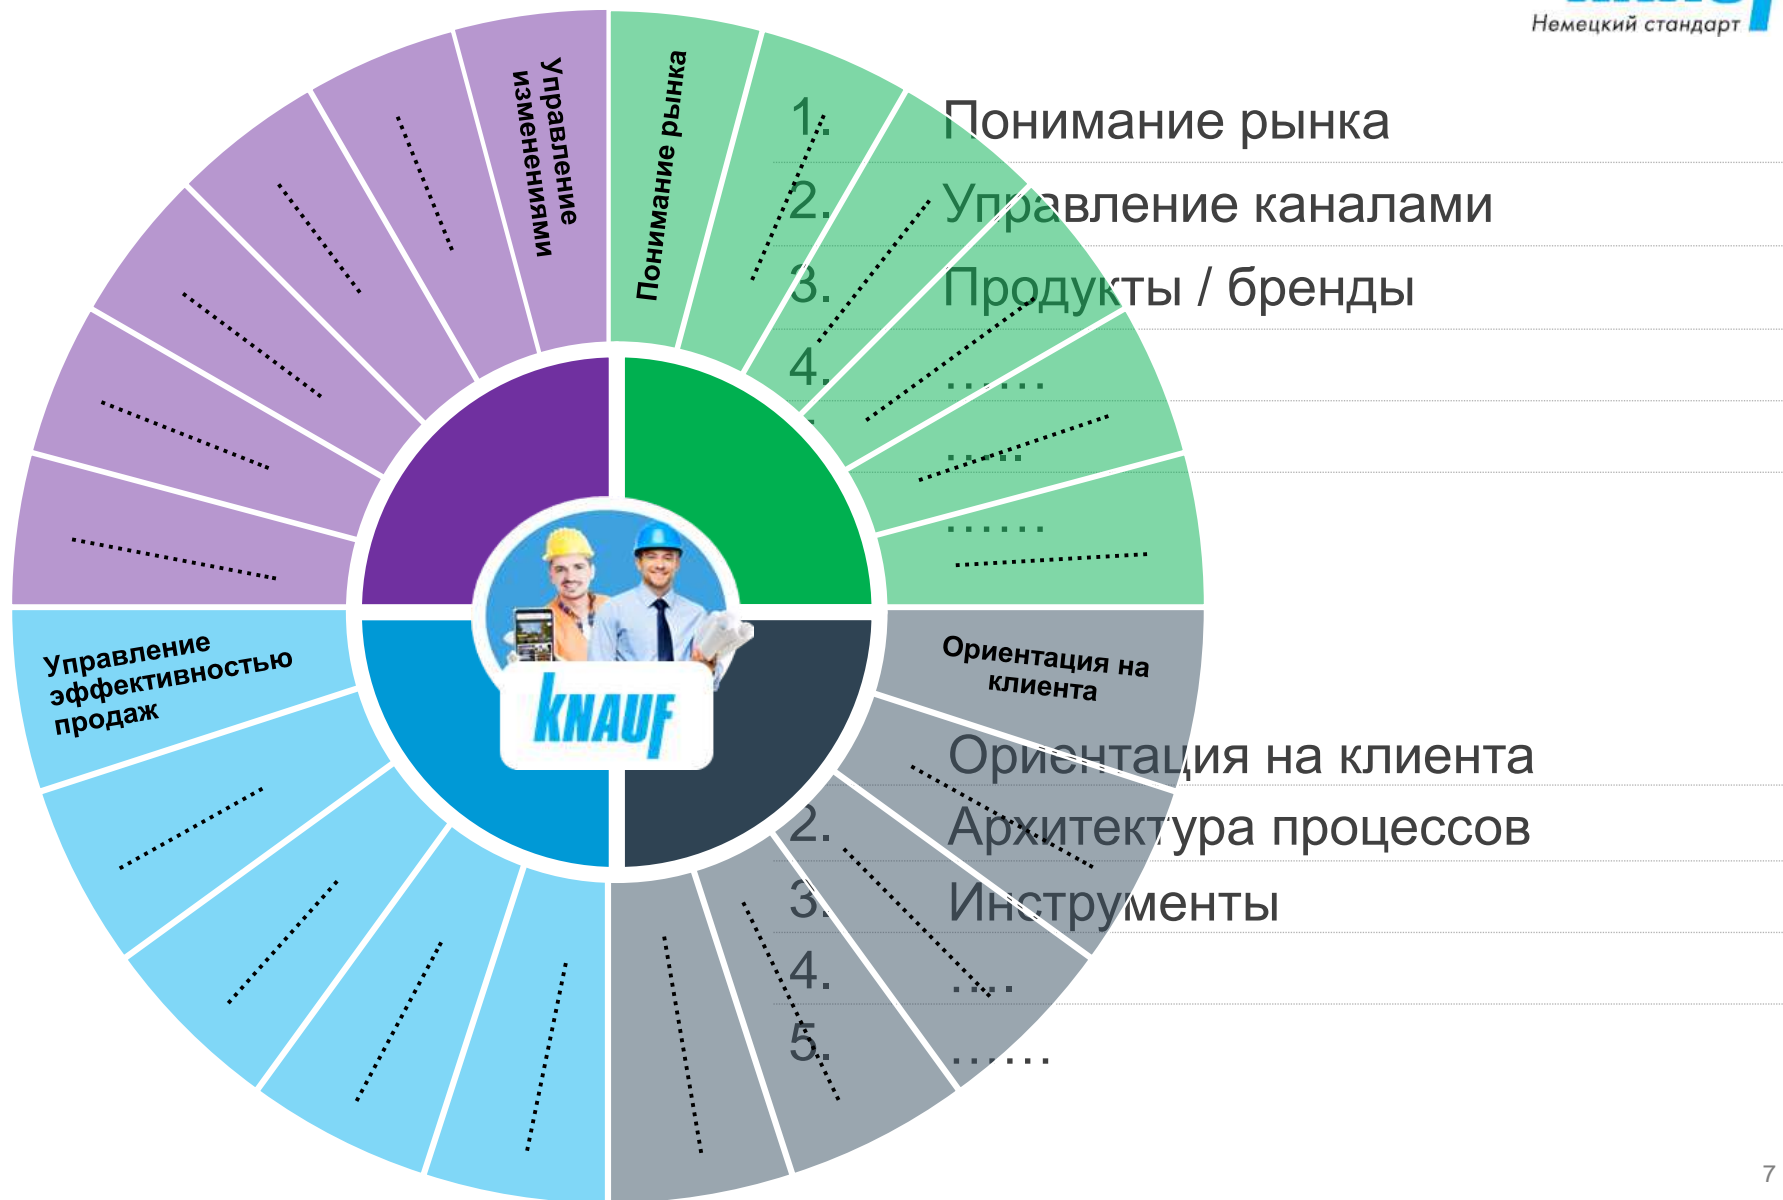 Немецкий стандарт
Управление
изменениями
Понимание рынка
1. Понимание рынка
2. Управление каналами
3. Продукты / бренды
4. ......
.....
......
Управление
эффективностью
продаж
KNAUF
Ориентация на
клиента
Ориентация на клиента
2. Архитектура процессов
3. Инструменты
4. ....
5. ......
7